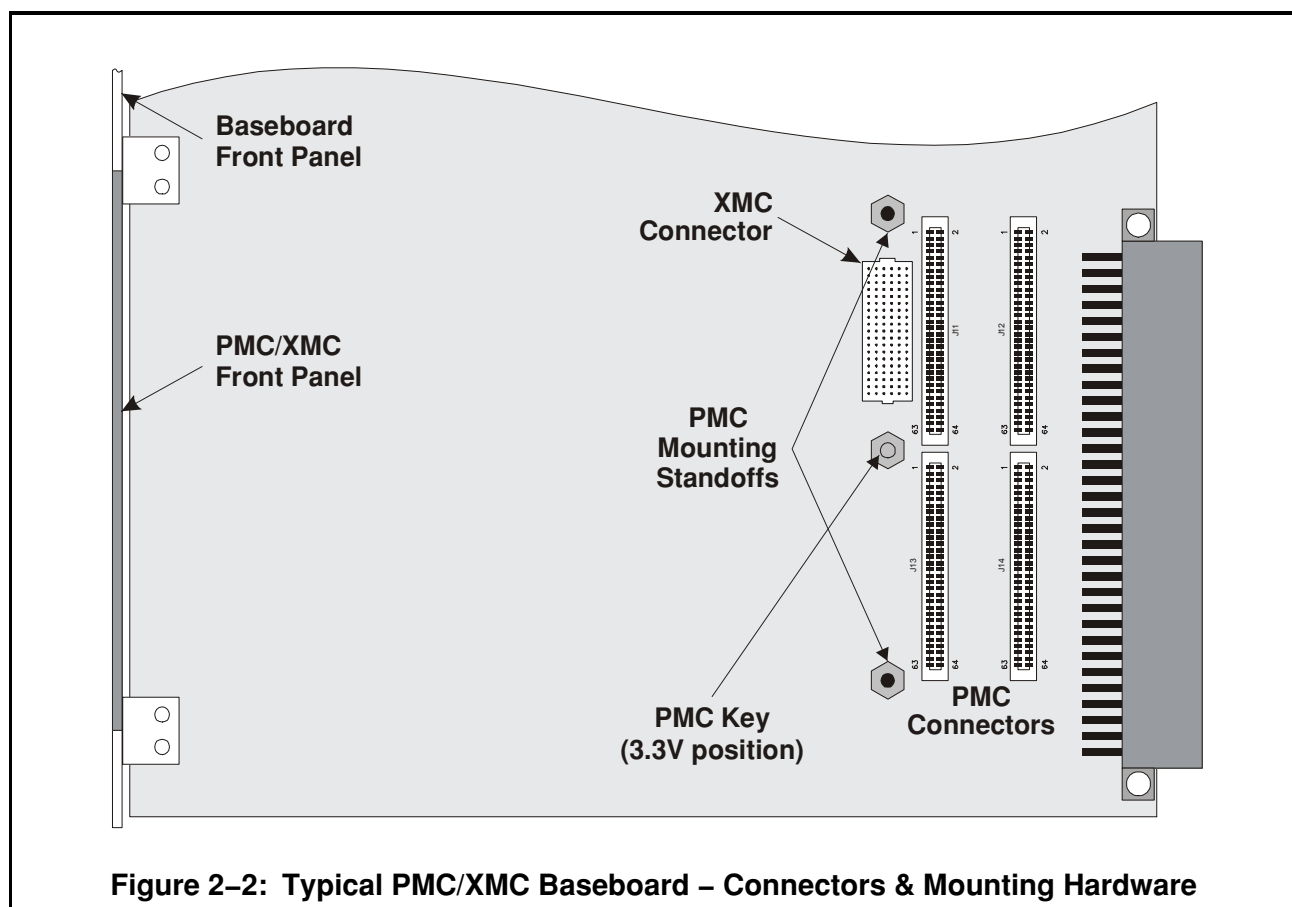 Baseboard
Front Panel
XMC
Connector
PMC/XMC
Front Panel
PMC
Mounting
Standoffs
PMC Key
(3.3V position)
PMC
Connectors
1
2
J11
63
64
1
2
J12
63
64
1
2
J13
63
64
1
2
J14
63
64
Figure 2–2: Typical PMC/XMC Baseboard – Connectors & Mounting Hardware